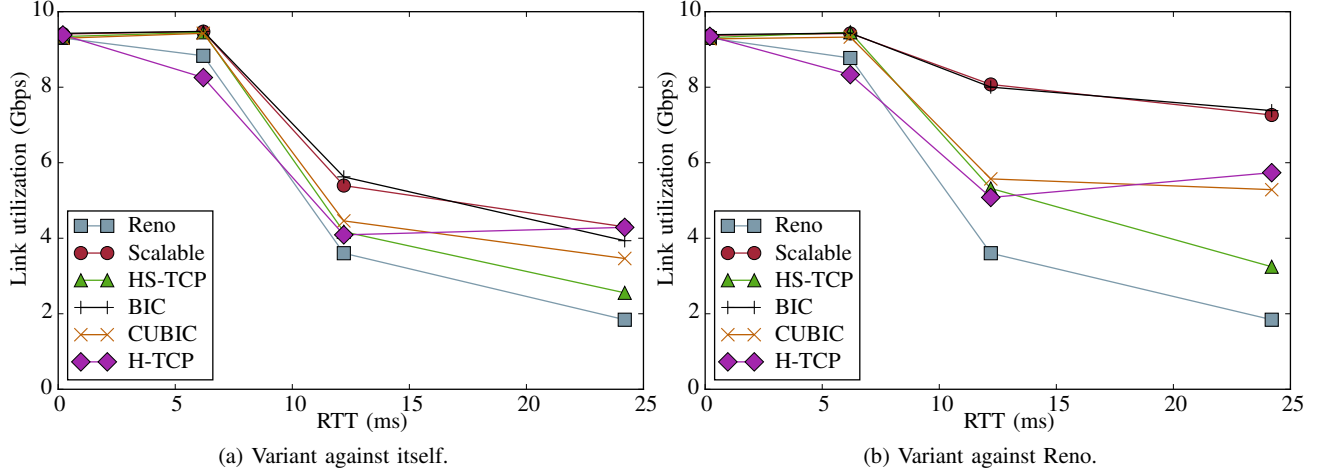 Link utilization (Gbps)
10
8
6
4
2
0
Reno
Scalable
HS-TCP
BIC
CUBIC
H-TCP
0 5 10 15 20 25
RTT (ms)
(a) Variant against itself.
Link utilization (Gbps)
10
8
6
4
2
0
Reno
Scalable
HS-TCP
BIC
CUBIC
H-TCP
0 5 10 15 20 25
RTT (ms)
(b) Variant against Reno.